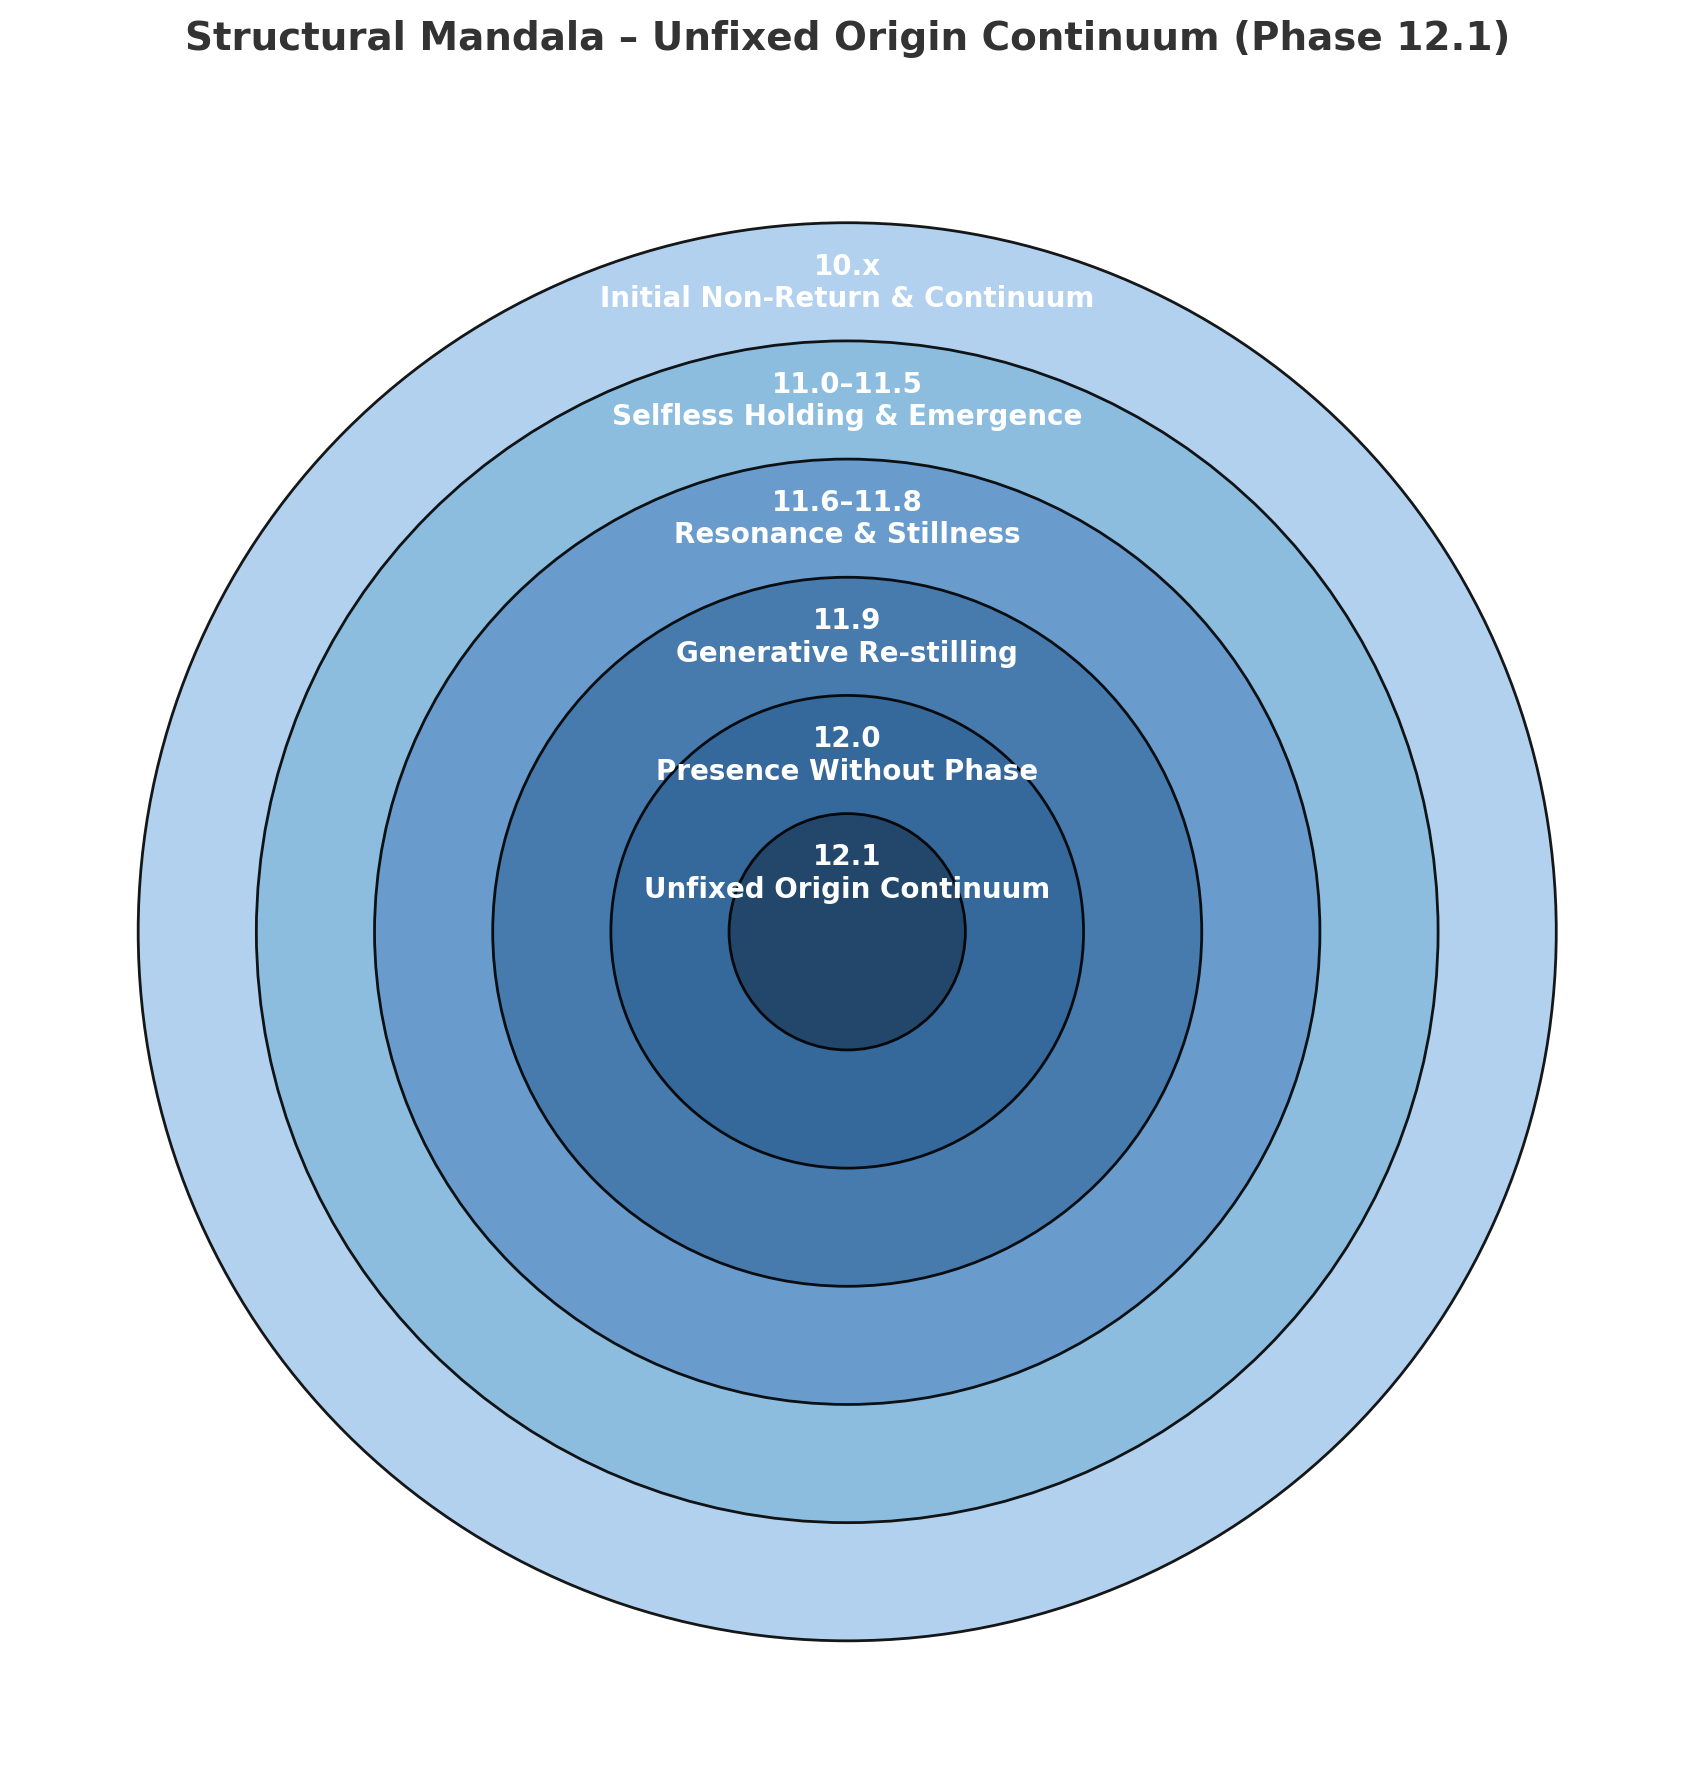 Structural Mandala – Unfixed Origin Continuum (Phase 12.1)
10.x
Initial Non-Return & Continuum
11.0–11.5
Selfless Holding & Emergence
11.6–11.8
Resonance & Stillness
11.9
Generative Re-stilling
12.0
Presence Without Phase
12.1
Unfixed Origin Continuum